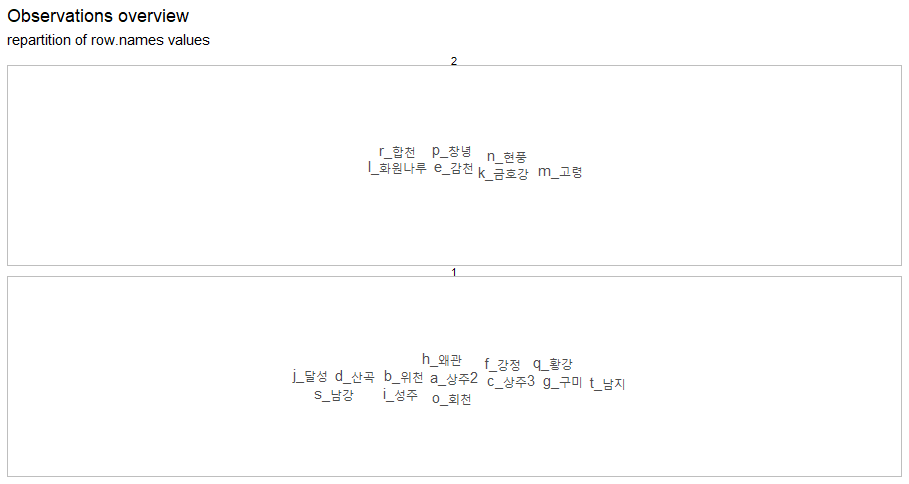 Observations overview
repartition of row.names values
2
r_합천 p_창녕 n_현풍
l_화원나루 e_감천 k_금호강 m_고령
1
h_왜관 f_강정 q_황강
j_달성 d_산곡 b_위천 a_상주2 c_상주3 g_구미 t_남지
s_남강 i_성주 o_회천